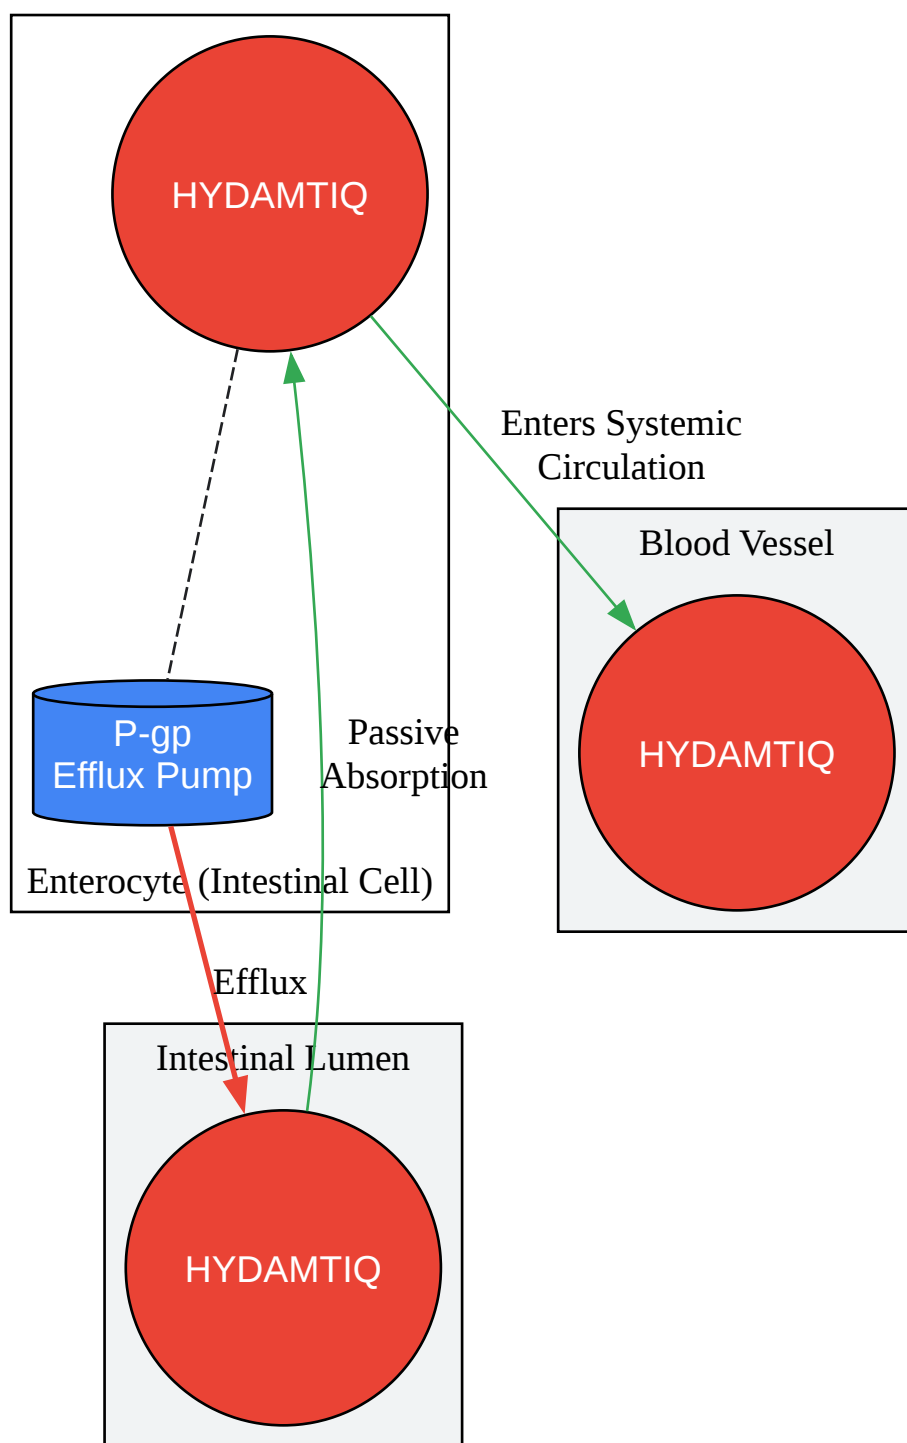 HYDAMTIQ
Enters Systemic
Circulation
Blood Vessel
HYDAMTIQ
P-gp
Efflux Pump
Passive
Absorption
Enterocyte (Intestinal Cell)
Efflux
Intestinal Lumen
HYDAMTIQ